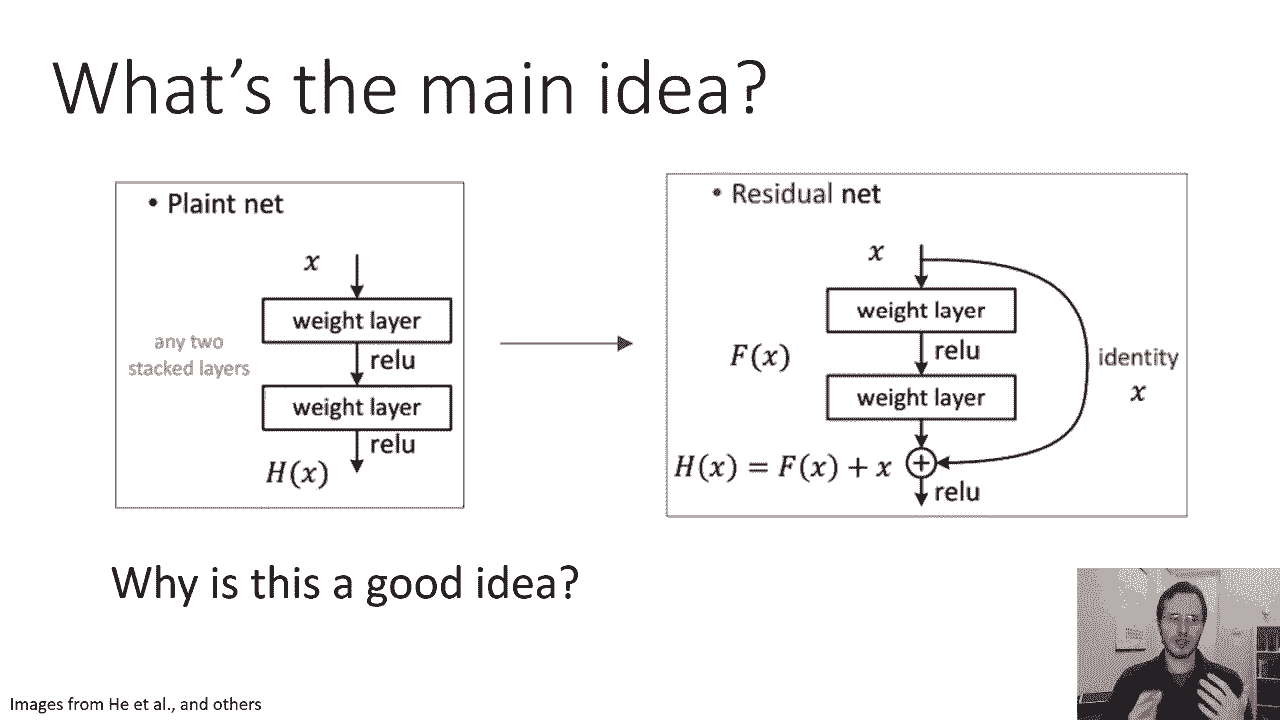 What's the main idea?
• Plaint net
x
weight layer
any two
stacked layers
relu
weight layer
relu
H(x)
• Residual net
x
weight layer
F(x)
relu
identity
x
weight layer
H(x) = F(x) + x
+
relu
Why is this a good idea?
Images from He et al., and others